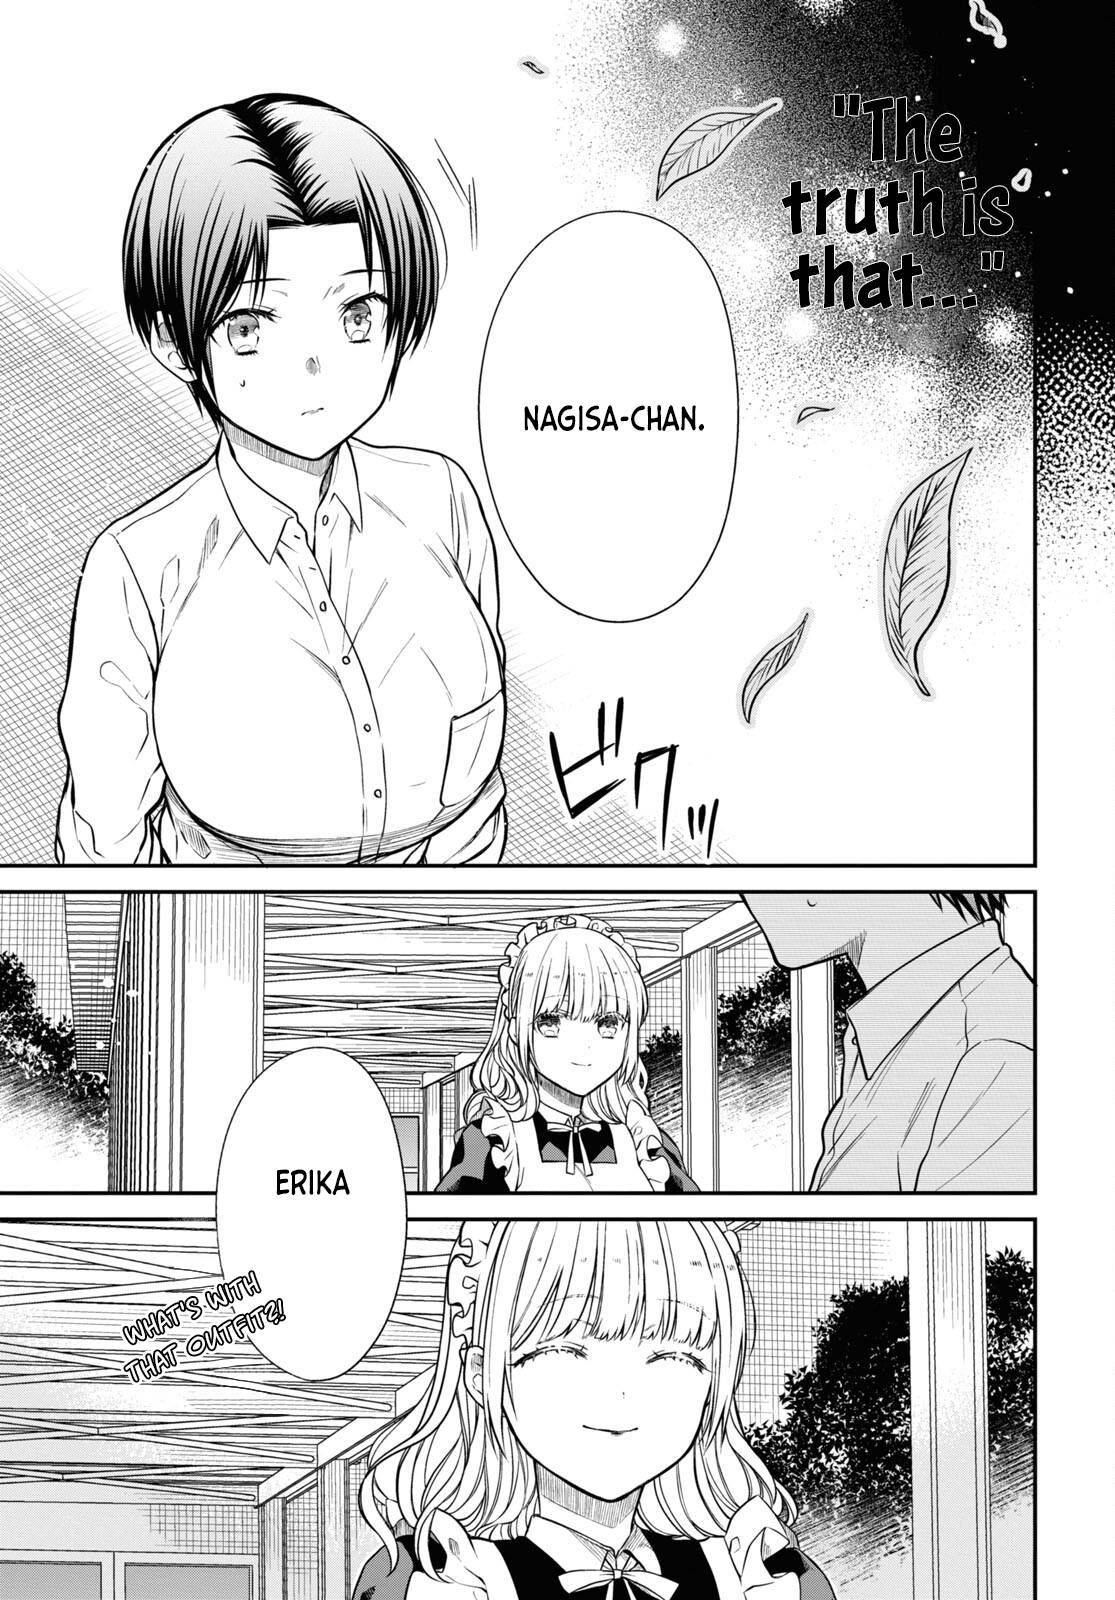 "The
truth is
that..."
NAGISA-CHAN.
ビクッ
ERIKA
WHAT'S WITH
THAT OUTFIT?!